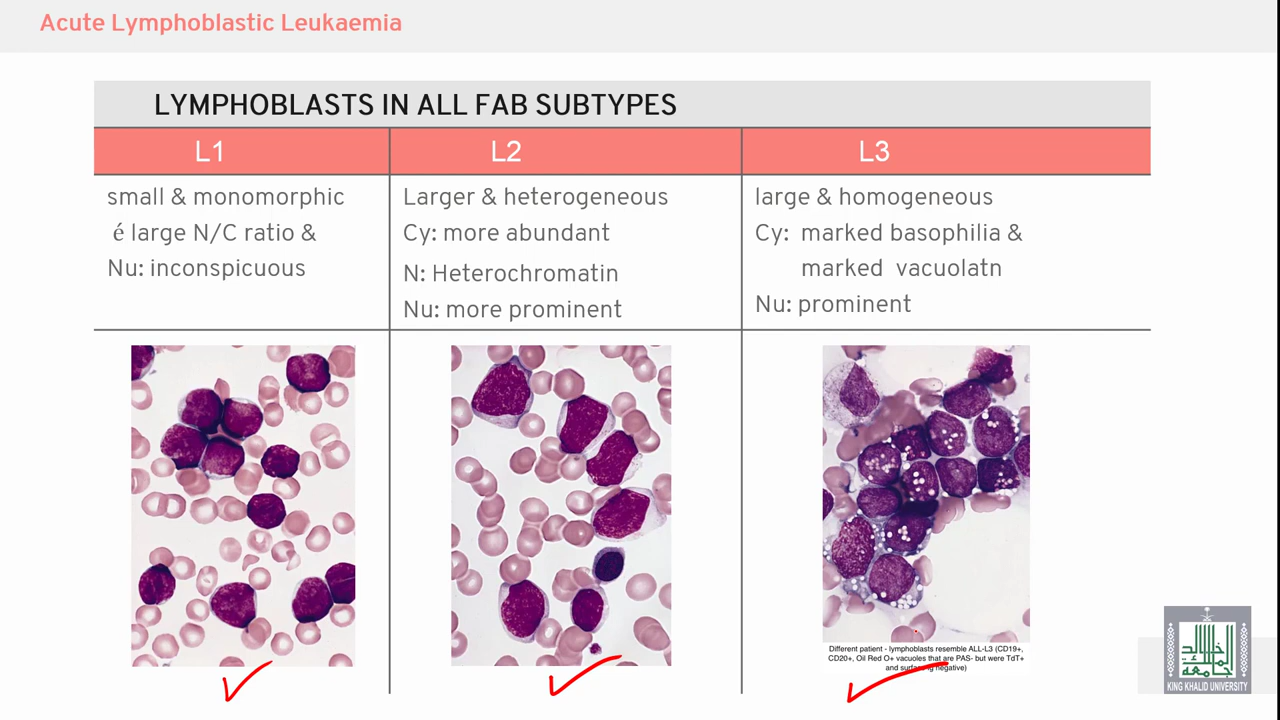 Acute Lymphoblastic Leukaemia
LYMPHOBLASTS IN ALL FAB SUBTYPES
L1
L2
L3
small & monomorphic
é large N/C ratio &
Nu: inconspicuous
Larger & heterogeneous
Cy: more abundant
N: Heterochromatin
Nu: more prominent
large & homogeneous
Cy: marked basophilia &
marked vacuolatn
Nu: prominent
Different patient - lymphoblasts resemble ALL-L3 (CD19+,
CD20+, Oil Red O+ vacuoles that are PAS- but were TdT+
and negative)
KING KHALID UNIVERSITY